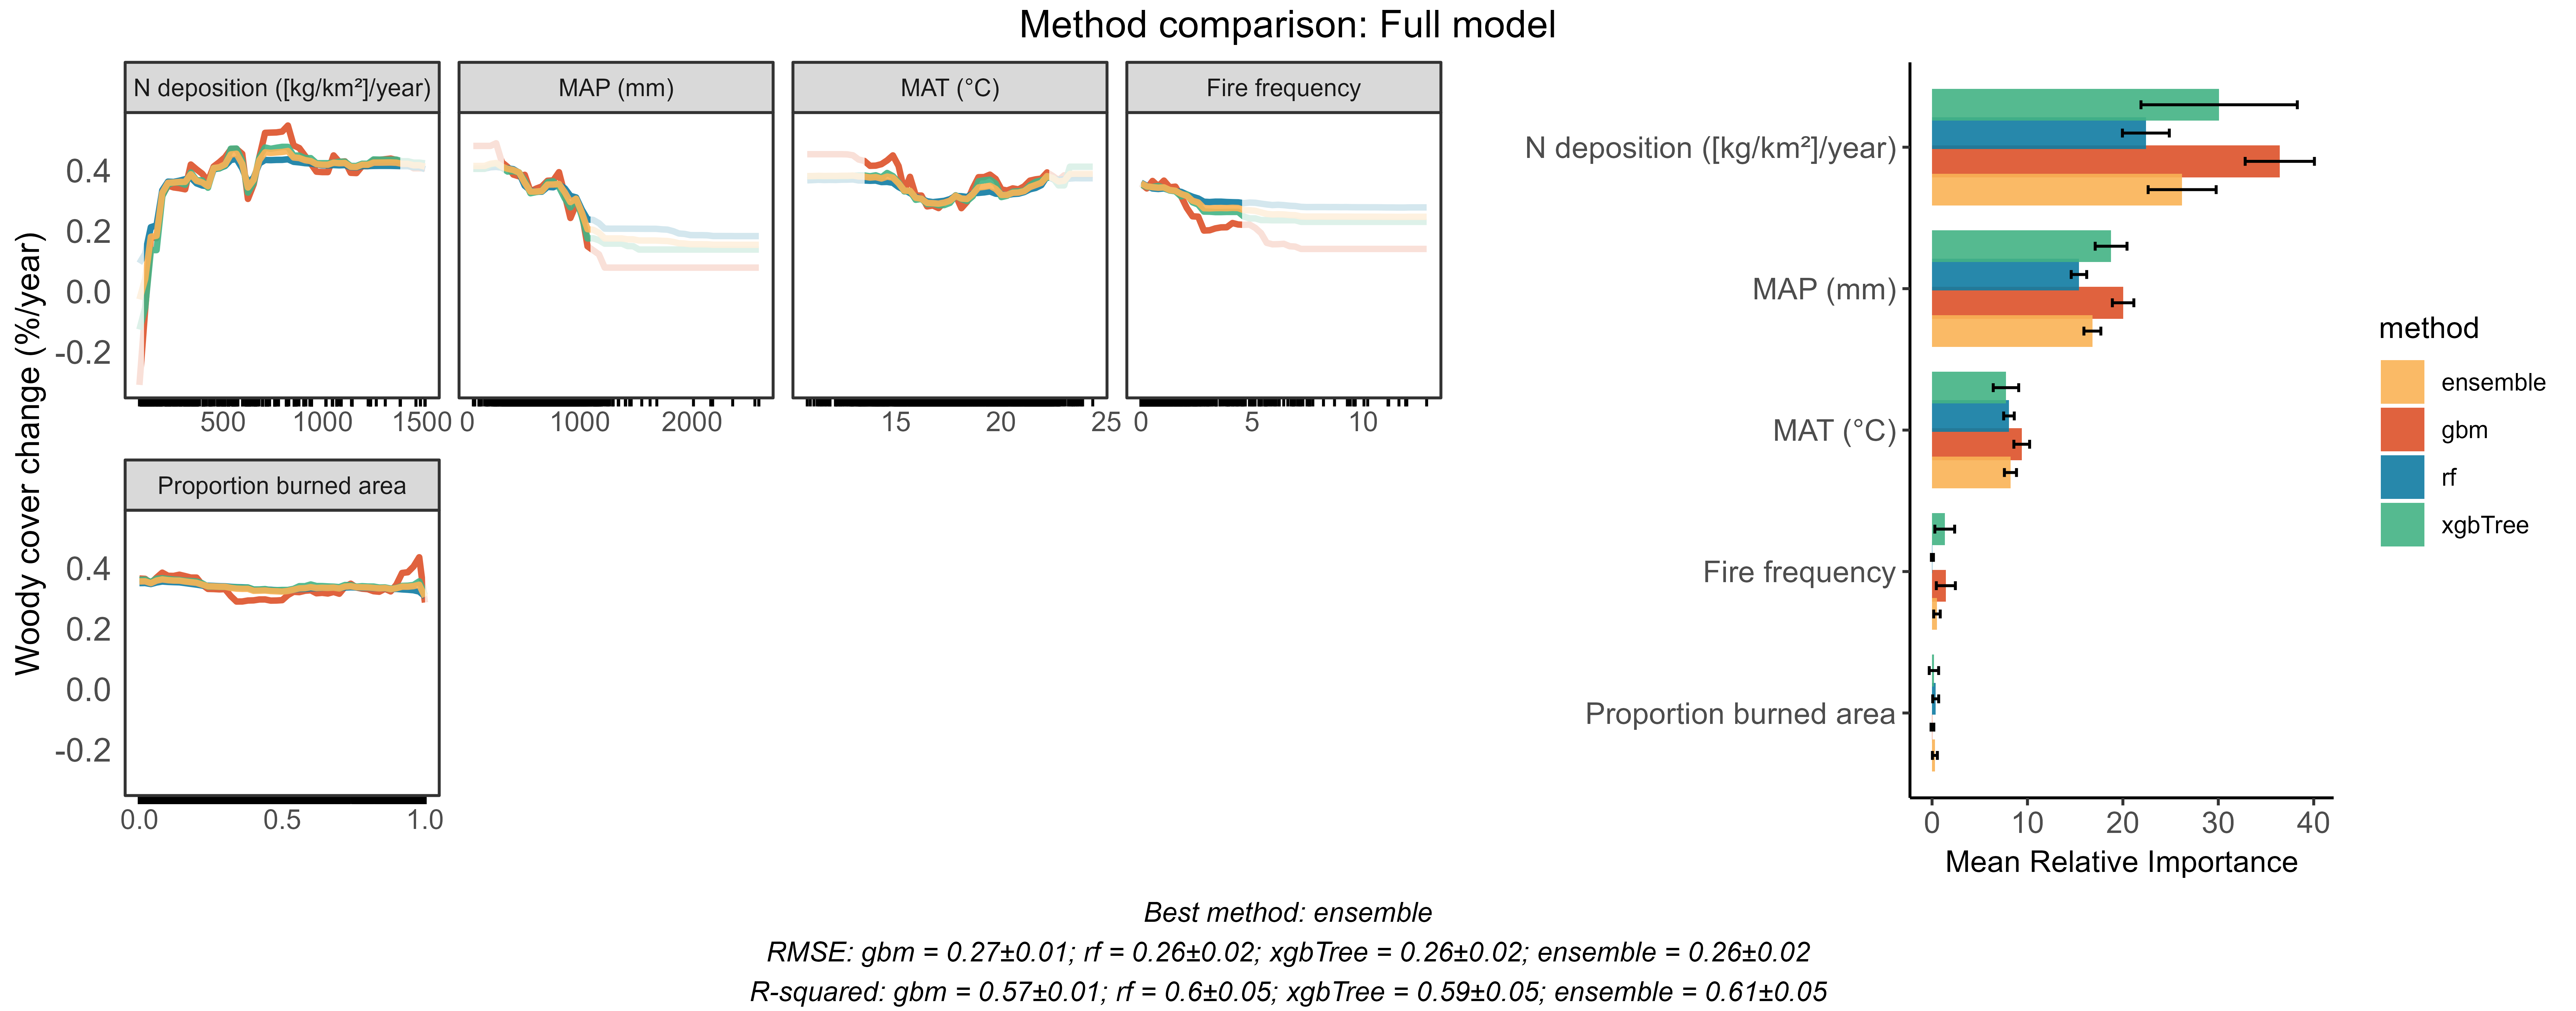 Method comparison: Full model
N deposition ([kg/km²]/year)
MAP (mm)
MAT (°C)
Fire frequency
Woody cover change (%/year)
0.4
0.2
0.0
-0.2
500 1000 1500
0 1000 2000
15 20 25
0 5 10
Proportion burned area
0.4
0.2
0.0
-0.2
0.0 0.5 1.0
N deposition ([kg/km²]/year)
MAP (mm)
MAT (°C)
Fire frequency
Proportion burned area
0 10 20 30 40
Mean Relative Importance
method
ensemble
gbm
rf
xgbTree
Best method: ensemble
RMSE: gbm = 0.27±0.01; rf = 0.26±0.02; xgbTree = 0.26±0.02; ensemble = 0.26±0.02
R-squared: gbm = 0.57±0.01; rf = 0.6±0.05; xgbTree = 0.59±0.05; ensemble = 0.61±0.05